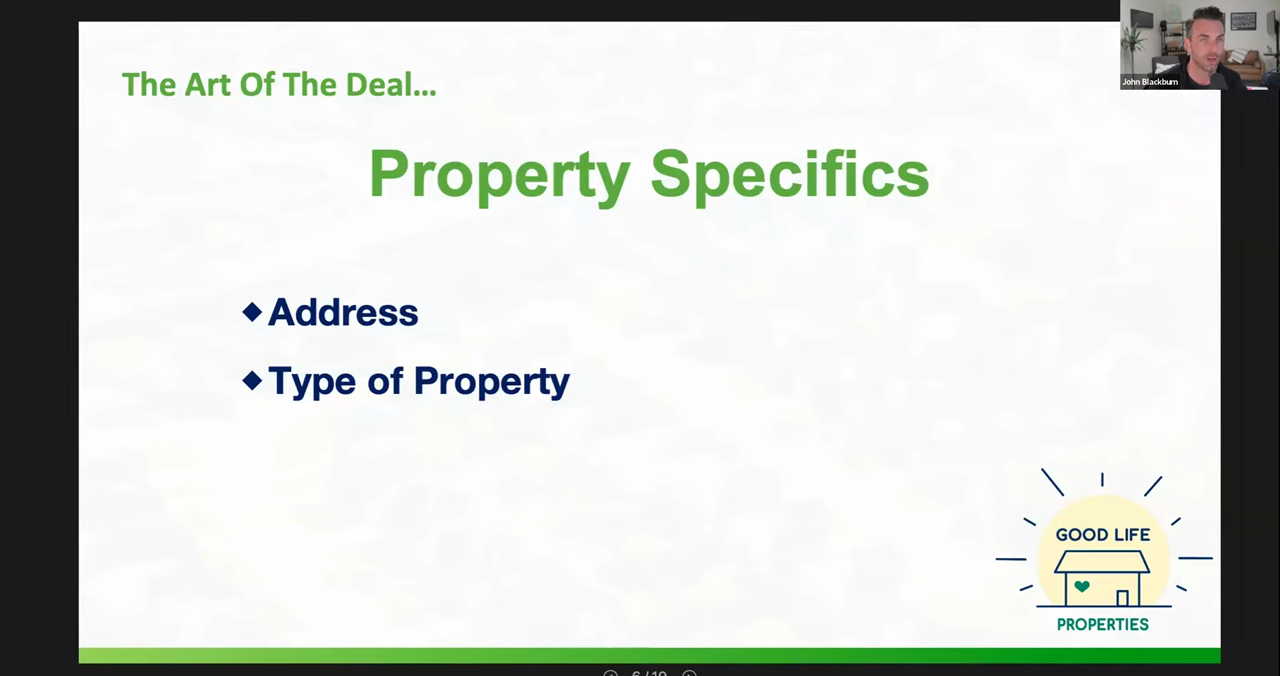 The Art Of The Deal...
John Blackburn
Property Specifics
◆Address
◆Type of Property
GOOD LIFE
PROPERTIES